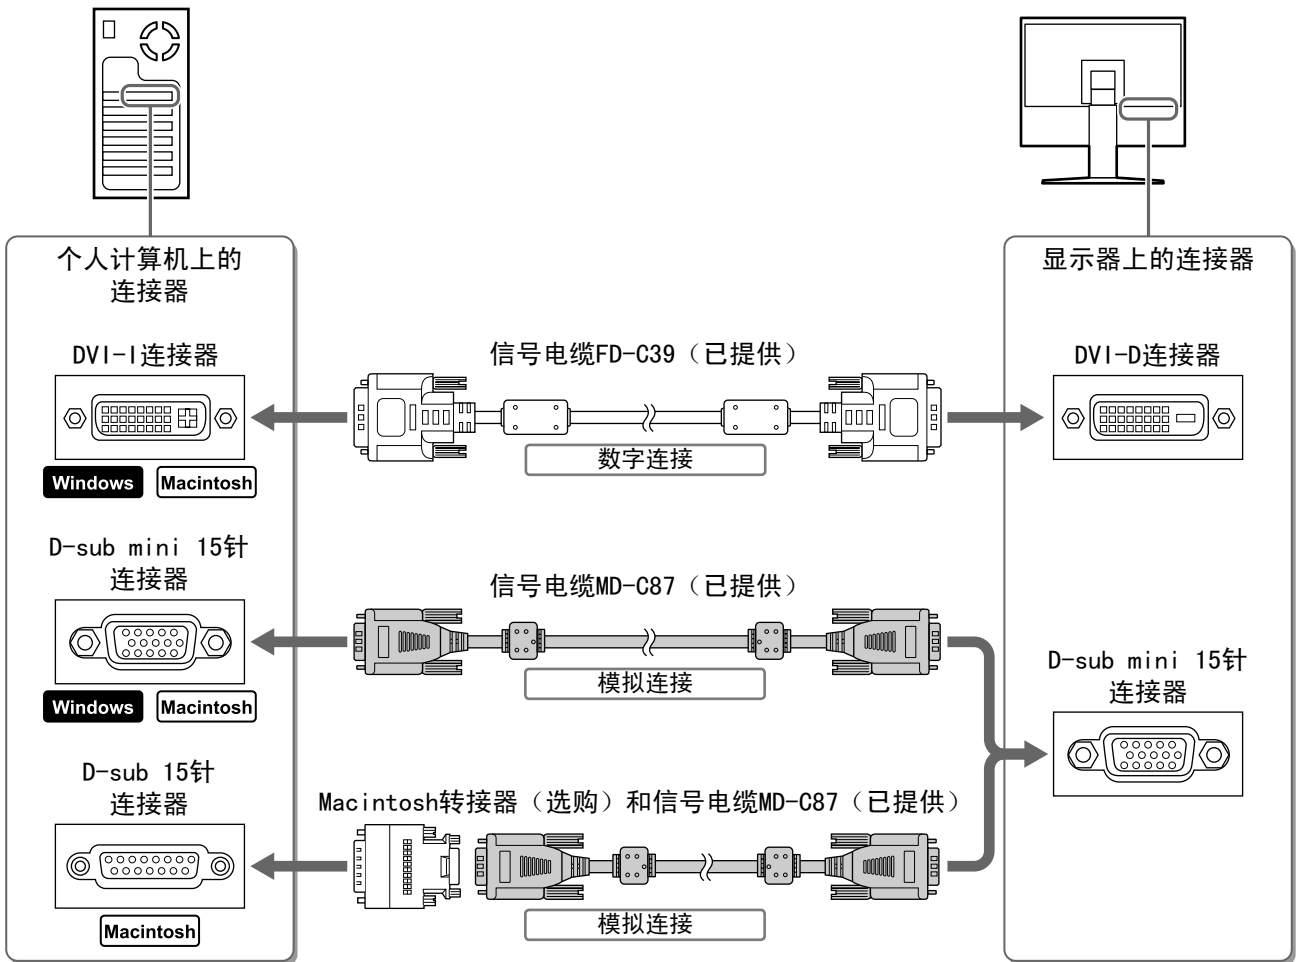 个人计算机上的
连接器
显示器上的连接器
DVI-I连接器
信号电缆FD-C39（已提供）
DVI-D连接器
数字连接
Windows
Macintosh
D-sub mini 15针
连接器
信号电缆MD-C87（已提供）
模拟连接
Windows
Macintosh
D-sub mini 15针
连接器
D-sub 15针
连接器
Macintosh转接器（选购）和信号电缆MD-C87（已提供）
模拟连接
Macintosh